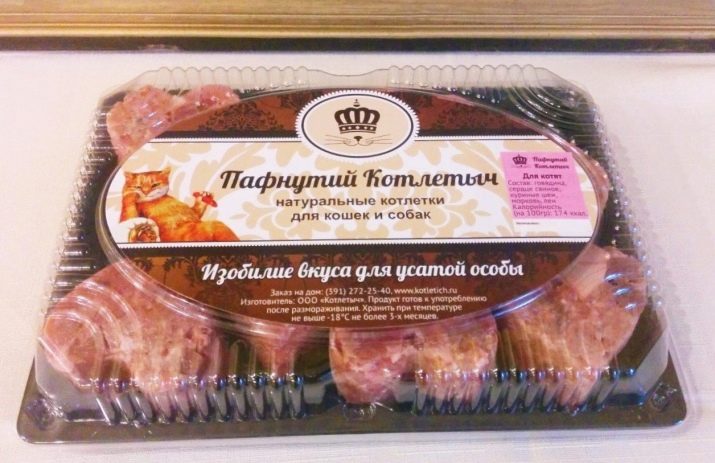 Пафнутий Котлетыч
натуральные котлетки
для кошек и собак
Пафнутий
Котлетыч
Для котят
Состав: говядина,
сердце свиное,
куриные шеи,
морковь, лен
Калорийность
(на 100гр): 174 ккал.
Изобилие вкуса для усатой особы
Заказ на дом: (391) 272-25-40, www.kotletich.ru
Изготовитель: ООО «Котлетыч». Продукт готов к употреблению
после размораживания. Хранить при температуре
не выше -18°С не более 3-х месяцев.